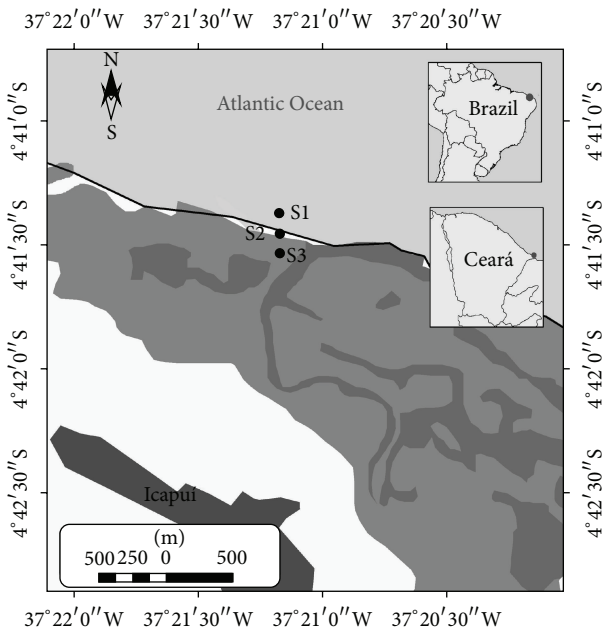 37°22′0″W 37°21′30″W 37°21′0″W 37°20′30″W
N
S
Atlantic Ocean
Brazil
4°41′0″S
4°41′0″S
S1
S2
S3
Ceará
4°41′30″S
4°41′30″S
4°42′0″S
4°42′0″S
Icapuí
4°42′30″S
4°42′30″S
(m)
500 250 0 500
37°22′0″W 37°21′30″W 37°21′0″W 37°20′30″W